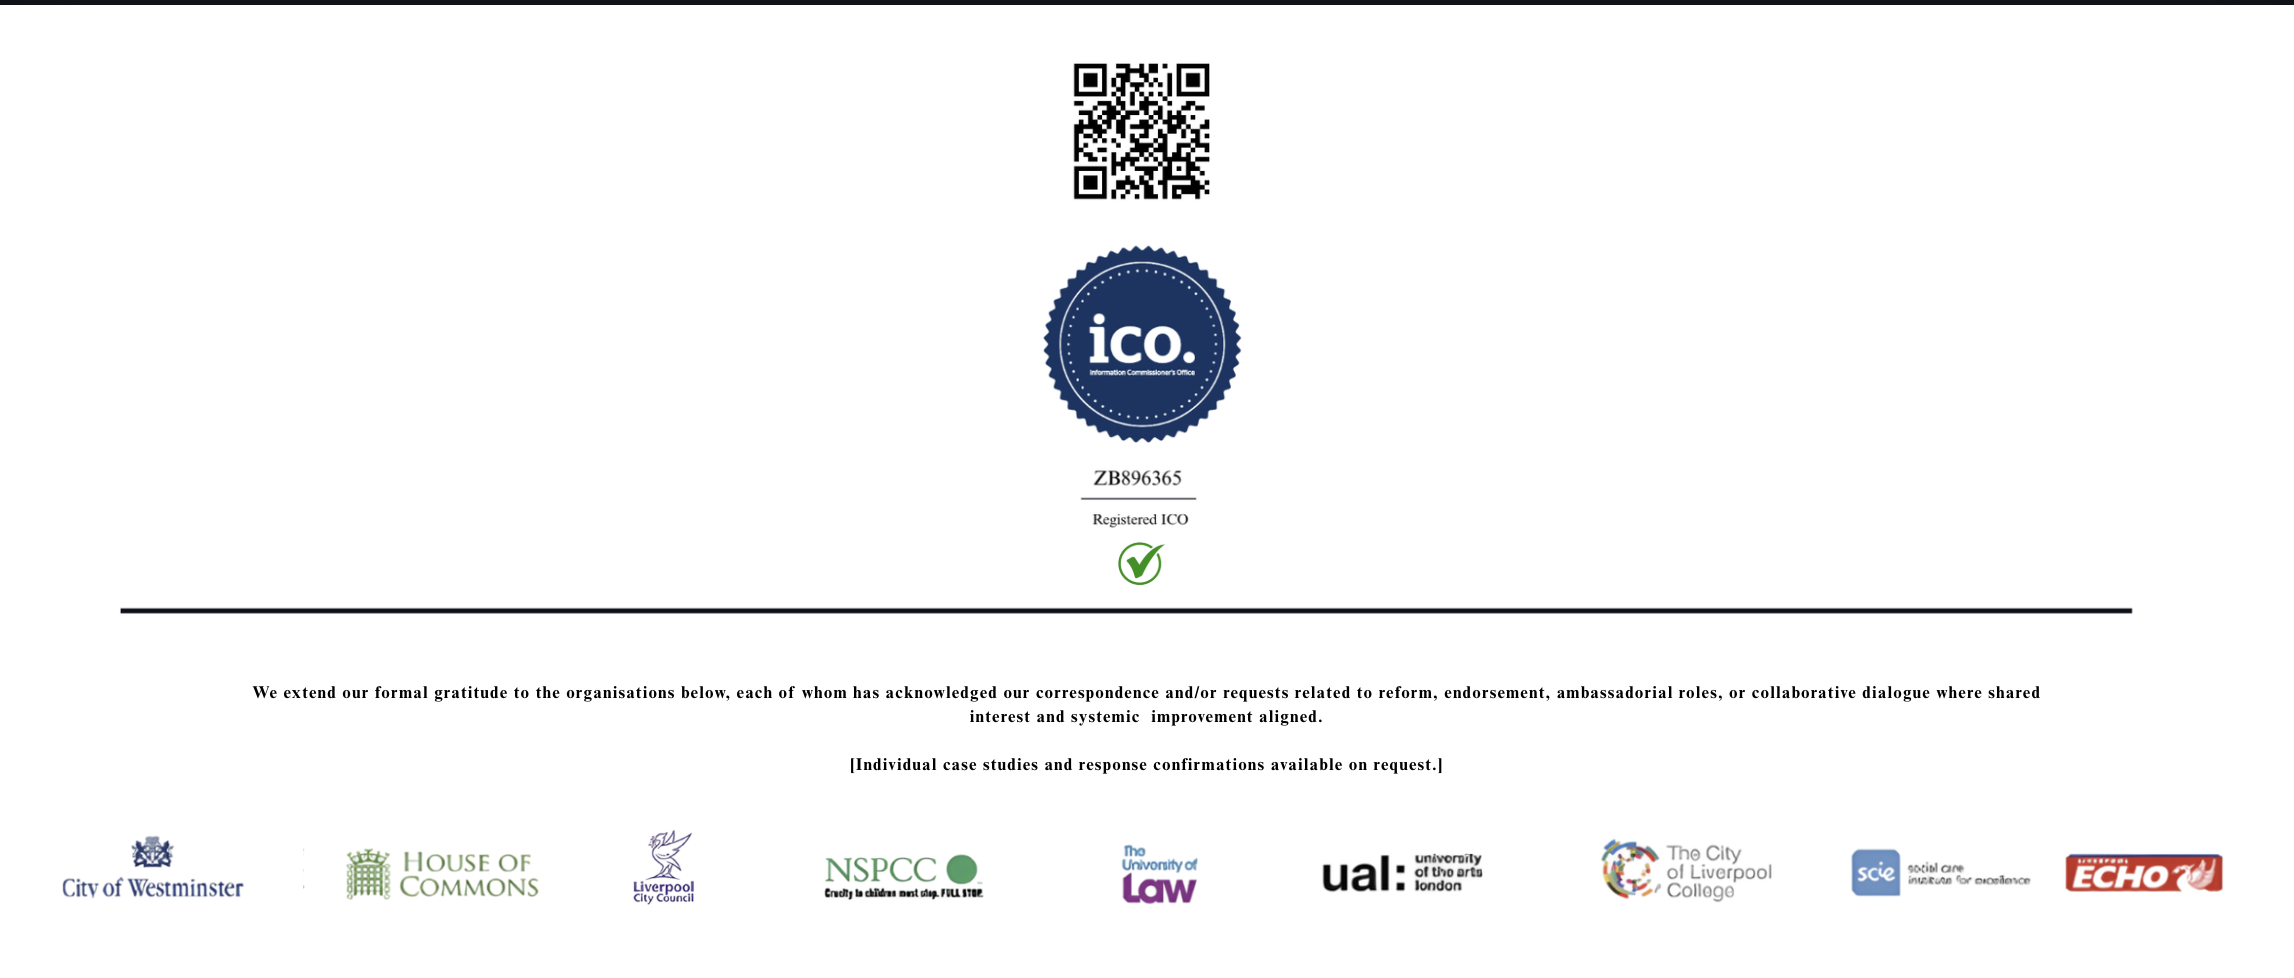 ico.
Information Commissioner's Office
ZB896365
Registered ICO
We extend our formal gratitude to the organisations below, each of whom has acknowledged our correspondence and/or requests related to reform, endorsement, ambassadorial roles, or collaborative dialogue where shared
interest and systemic improvement aligned.
[Individual case studies and response confirmations available on request.]
City of Westminster
HOUSE OF
COMMONS
Liverpool
City Council
NSPCC
Cruelty to children must stop. FULL STOP.
The
University of
Law
ual:
university
of the arts
london
The City
of Liverpool
College
scie
social care
institute for excellence
LIVERPOOL
ECHO